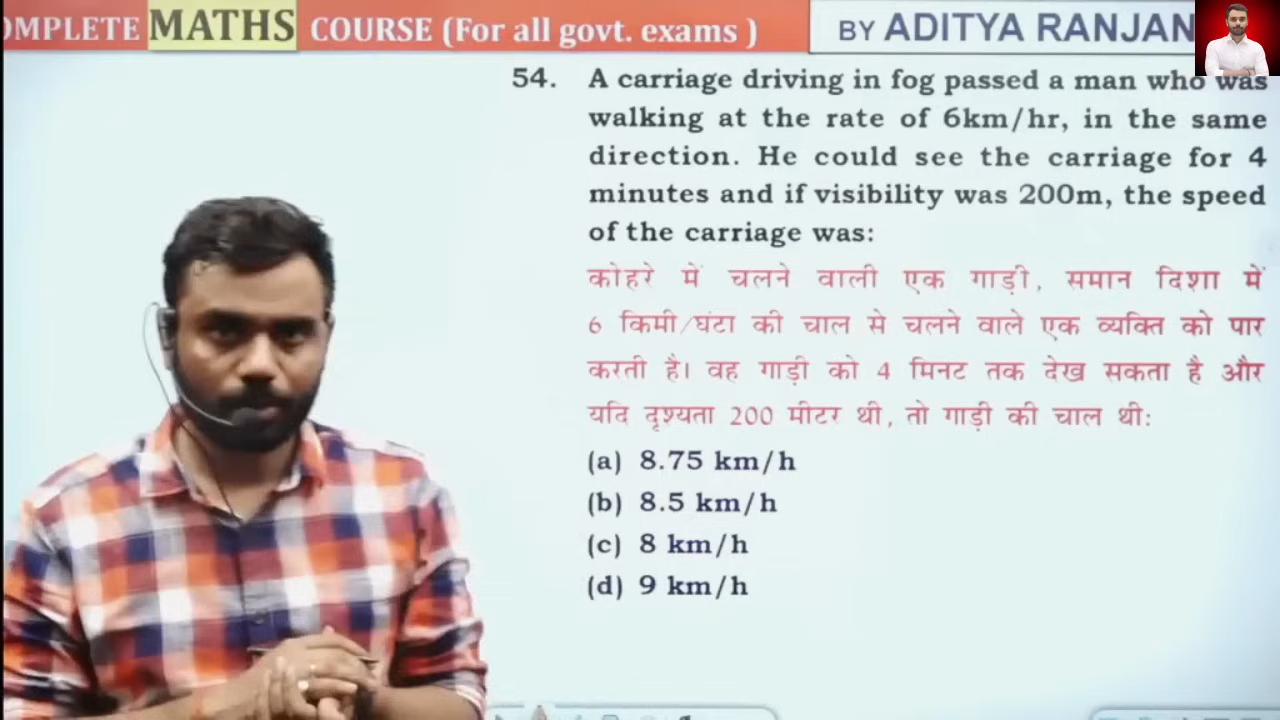 OMPLETE MATHS COURSE (For all govt. exams )
BY ADITYA RANJAN
54. A carriage driving in fog passed a man who was
walking at the rate of 6km/hr, in the same
direction. He could see the carriage for 4
minutes and if visibility was 200m, the speed
of the carriage was:
कोहरे में चलने वाली एक गाड़ी, समान दिशा में
6 किमी/घंटा की चाल से चलने वाले एक व्यक्ति को पार
करती है। वह गाड़ी को 4 मिनट तक देख सकता है और
यदि दृश्यता 200 मीटर थी, तो गाड़ी की चाल थी:
(a) 8.75 km/h
(b) 8.5 km/h
(c) 8 km/h
(d) 9 km/h